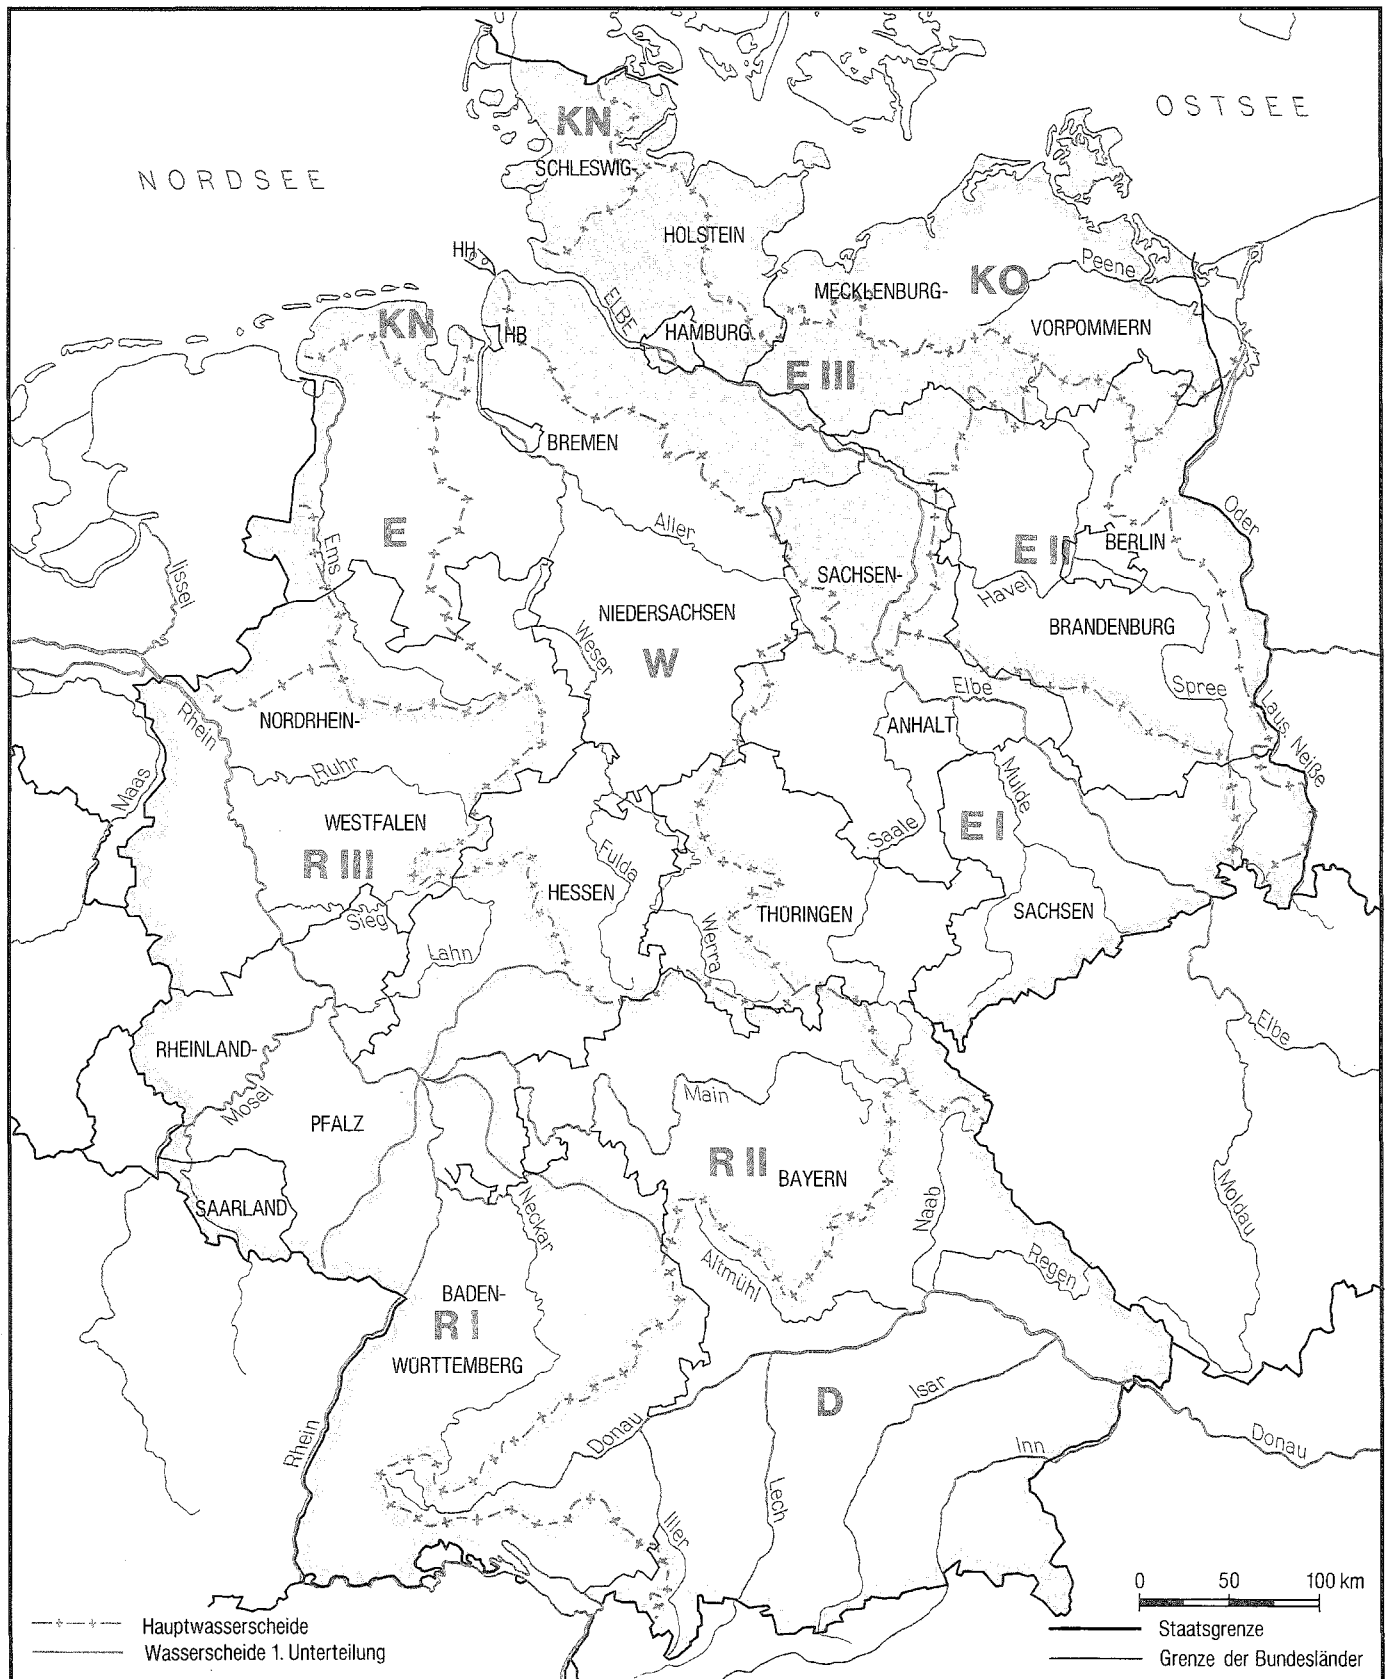 OSTSEE
NORDSEE
KN
SCHLESWIG-
HOLSTEIN
HH
KO
Peene
MECKLENBURG-
VORPOMMERN
ELBE
KN
HB
HAMBURG
E III
BREMEN
Aller
E
Ems
E II
BERLIN
Oder
Ijssel
SACHSEN-
Havel
NIEDERSACHSEN
BRANDENBURG
Weser
W
Elbe
Spree
Rhein
NORDRHEIN-
ANHALT
Laus. Neiße
Ruhr
Maas
Mulde
WESTFALEN
E I
Saale
R III
Fulda
HESSEN
THÜRINGEN
SACHSEN
Sieg
Werra
Lahn
Elbe
RHEINLAND-
Mosel
Main
PFALZ
R II
BAYERN
SAARLAND
Neckar
Naab
Moldau
Altmühl
Regen
BADEN-
R I
WÜRTTEMBERG
Isar
D
Donau
Rhein
Inn
Donau
Lech
Iller
0 50 100 km
Hauptwasserscheide
Wasserscheide 1. Unterteilung
Staatsgrenze
Grenze der Bundesländer